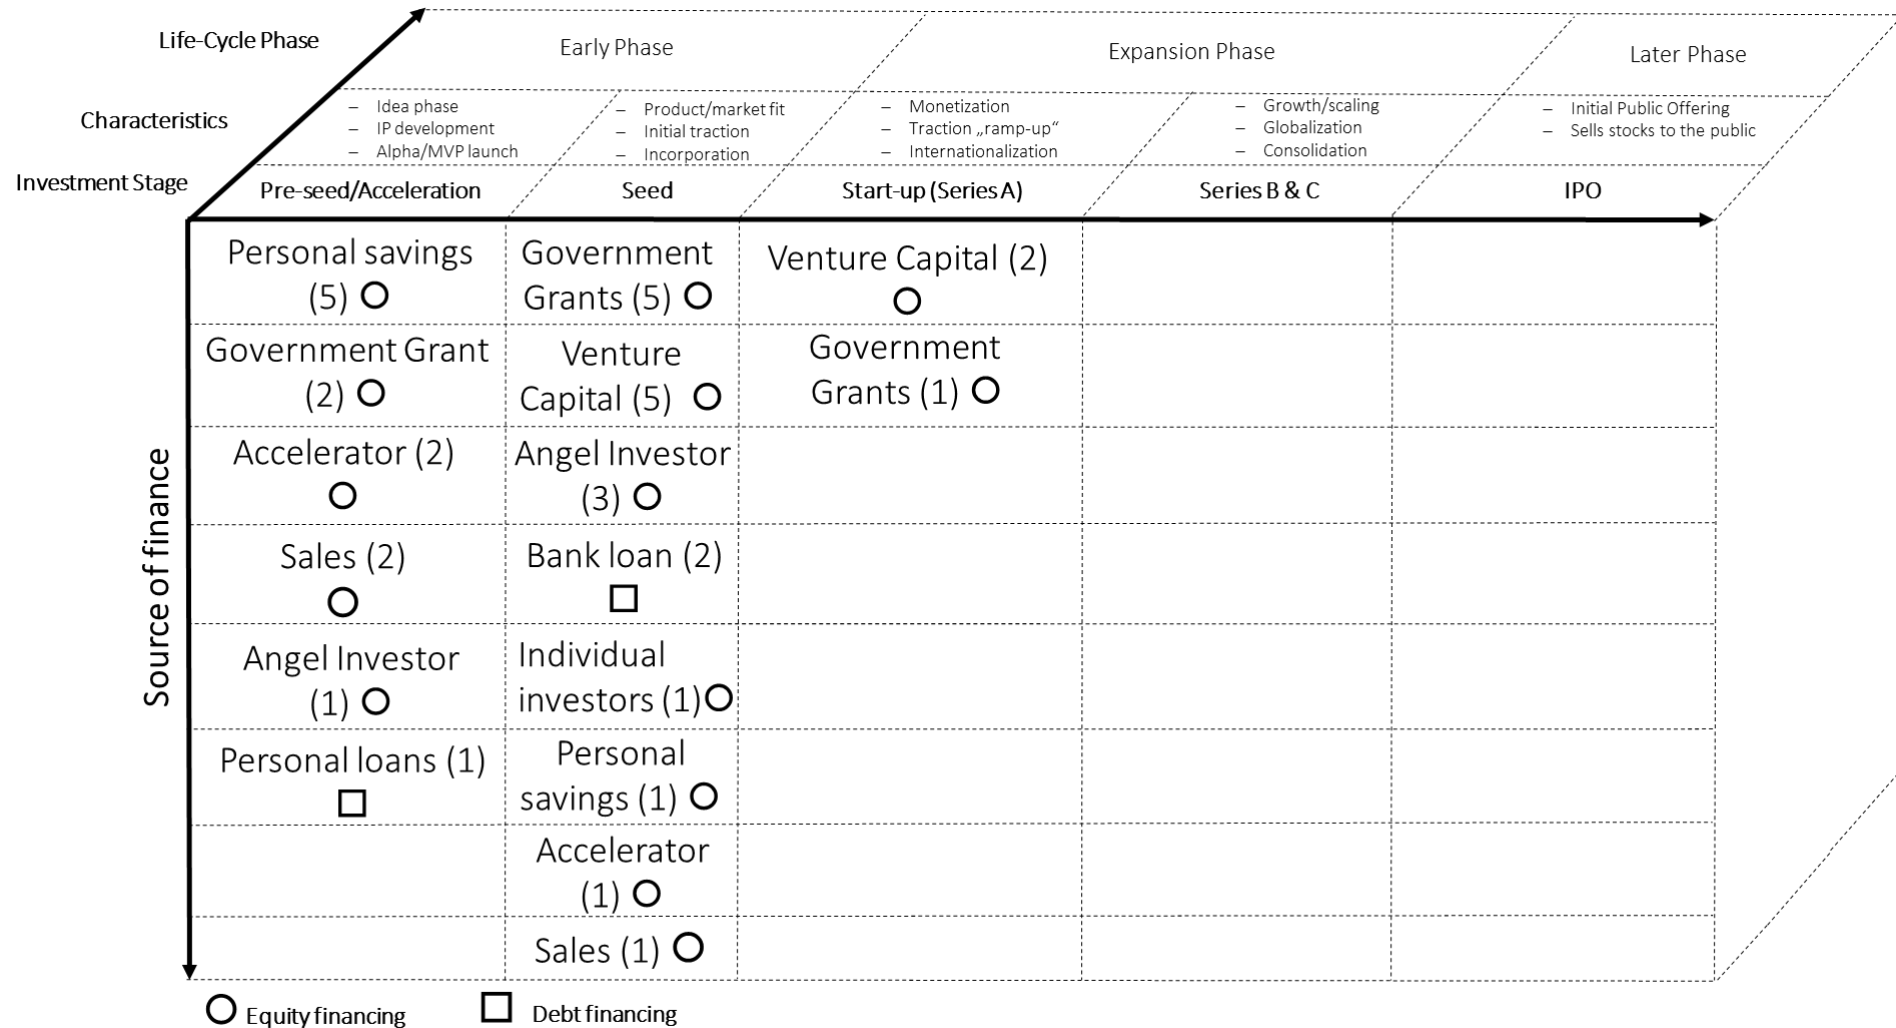 Life-Cycle Phase
Early Phase
Expansion Phase
Later Phase
Characteristics
– Idea phase
– IP development
– Alpha/MVP launch
– Product/market fit
– Initial traction
– Incorporation
– Monetization
– Traction „ramp-up“
– Internationalization
– Growth/scaling
– Globalization
– Consolidation
– Initial Public Offering
– Sells stocks to the public
Investment Stage
Pre-seed/Acceleration
Seed
Start-up (Series A)
Series B & C
IPO
Source of finance
Personal savings
(5)
Government
Grants (5)
Venture Capital (2)
Government Grant
(2)
Venture
Capital (5)
Government
Grants (1)
Accelerator (2)
Angel Investor
(3)
Sales (2)
Bank loan (2)
Angel Investor
(1)
Individual
investors (1)
Personal loans (1)
Personal
savings (1)
Accelerator
(1)
Sales (1)
Equity financing
Debt financing